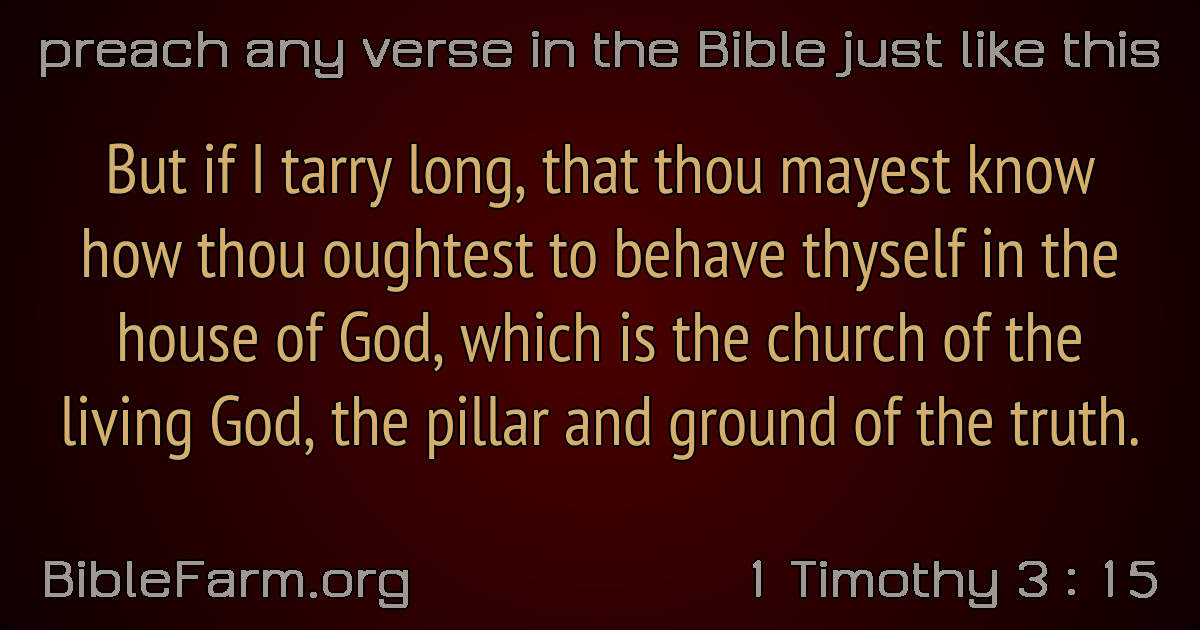 preach any verse in the Bible just like this
But if I tarry long, that thou mayest know
how thou oughtest to behave thyself in the
house of God, which is the church of the
living God, the pillar and ground of the truth.
BibleFarm.org
1 Timothy 3 : 15